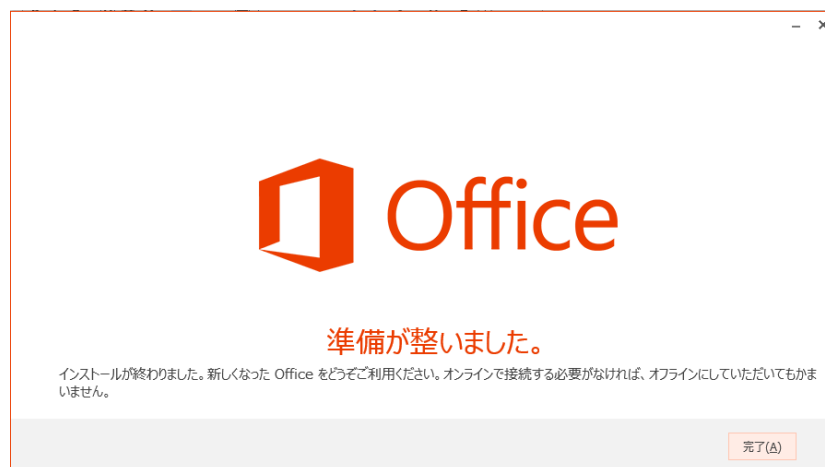 Office
準備が整いました。
インストールが終わりました。新しくなった Office をどうぞご利用ください。オンラインで接続する必要がなければ、オフラインにしていただいてもかま
いません。
完了(A)